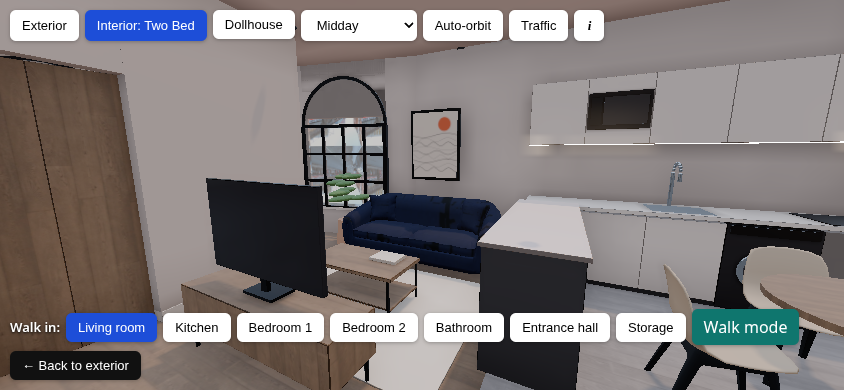 Exterior Interior: Two Bed Dollhouse Midday Auto-orbit Traffic i
Walk in: Living room Kitchen Bedroom 1 Bedroom 2 Bathroom Entrance hall Storage Walk mode
← Back to exterior